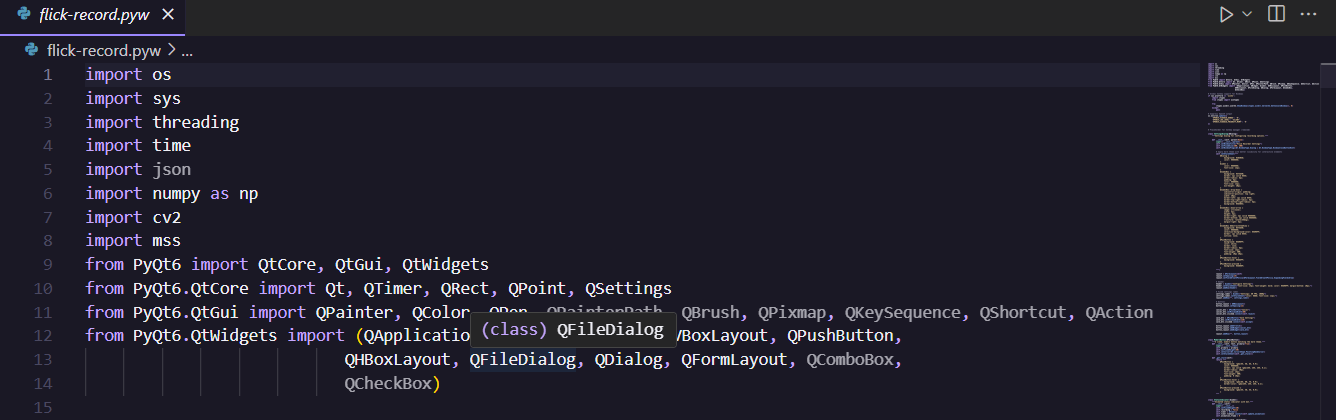 flick-record.pyw
flick-record.pyw > ...
1 import os
2 import sys
3 import threading
4 import time
5 import json
6 import numpy as np
7 import cv2
8 import mss
9 from PyQt6 import QtCore, QtGui, QtWidgets
10 from PyQt6.QtCore import Qt, QTimer, QRect, QPoint, QSettings
11 from PyQt6.QtGui import QPainter, QColor, QPen, QPainterPath, QBrush, QPixmap, QKeySequence, QShortcut, QAction
(class) QFileDialog
12 from PyQt6.QtWidgets import (QApplication VBoxLayout, QPushButton,
13 QHBoxLayout, QFileDialog, QDialog, QFormLayout, QComboBox,
14 QCheckBox)
15